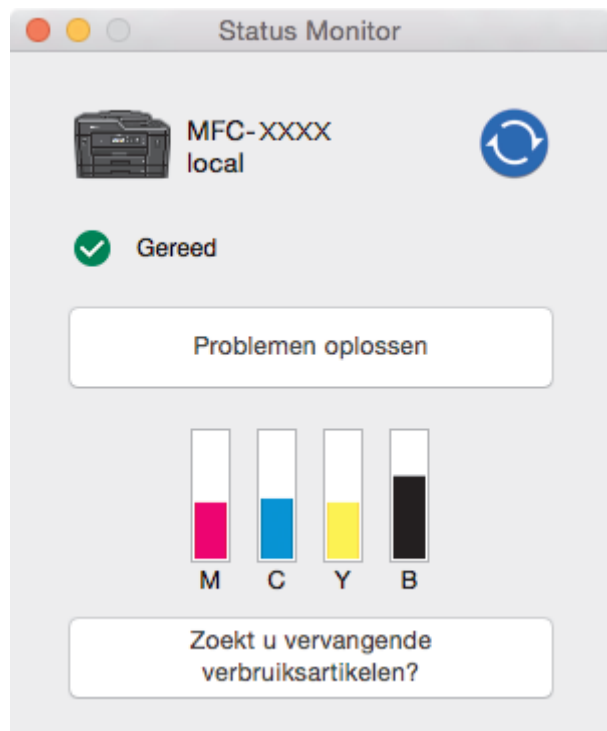 Status Monitor
MFC-XXXX
local
Gereed
Problemen oplossen
M C Y B
Zoekt u vervangende
verbruiksartikelen?